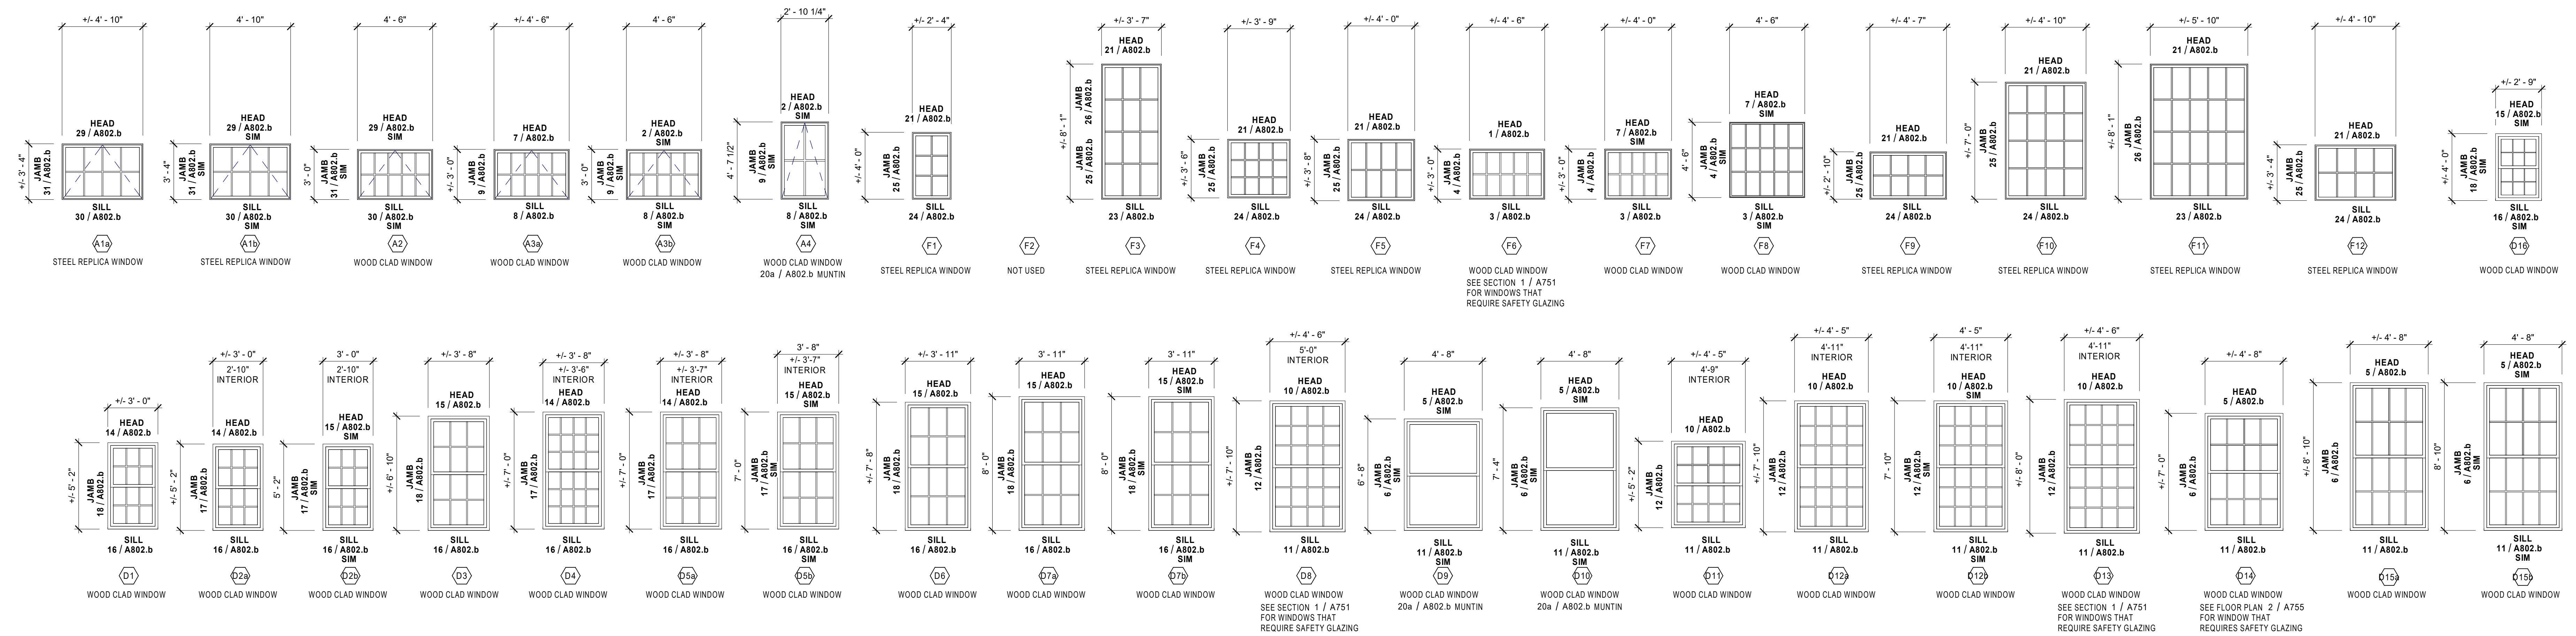 +/- 4' - 10"
HEAD
29 / A802.b
+/- 3' - 4"
JAMB
31 / A802.b
SILL
30 / A802.b
A1a
STEEL REPLICA WINDOW
4' - 10"
HEAD
29 / A802.b
SIM
3' - 4"
JAMB
31 / A802.b
SIM
SILL
30 / A802.b
SIM
A1b
STEEL REPLICA WINDOW
4' - 6"
HEAD
29 / A802.b
SIM
3' - 0"
JAMB
31 / A802.b
SIM
SILL
30 / A802.b
SIM
A2
WOOD CLAD WINDOW
+/- 4' - 6"
HEAD
7 / A802.b
+/- 3' - 0"
JAMB
9 / A802.b
SILL
8 / A802.b
A3a
WOOD CLAD WINDOW
4' - 6"
HEAD
2 / A802.b
SIM
3' - 0"
JAMB
9 / A802.b
SIM
SILL
8 / A802.b
SIM
A3b
WOOD CLAD WINDOW
2' - 10 1/4"
HEAD
2 / A802.b
SIM
4' - 7 1/2"
JAMB
9 / A802.b
SIM
SILL
8 / A802.b
SIM
A4
WOOD CLAD WINDOW
20a / A802.b MUNTIN
+/- 2' - 4"
HEAD
21 / A802.b
+/- 4' - 0"
JAMB
25 / A802.b
SILL
24 / A802.b
F1
STEEL REPLICA WINDOW
F2
NOT USED
+/- 3' - 7"
HEAD
21 / A802.b
+/- 8' - 1"
JAMB
26 / A802.b
JAMB
25 / A802.b
SILL
23 / A802.b
F3
STEEL REPLICA WINDOW
+/- 3' - 9"
HEAD
21 / A802.b
+/- 3' - 6"
JAMB
25 / A802.b
SILL
24 / A802.b
F4
STEEL REPLICA WINDOW
+/- 4' - 0"
HEAD
21 / A802.b
+/- 3' - 8"
JAMB
25 / A802.b
SILL
24 / A802.b
F5
STEEL REPLICA WINDOW
+/- 4' - 6"
HEAD
1 / A802.b
+/- 3' - 0"
JAMB
4 / A802.b
SILL
3 / A802.b
F6
WOOD CLAD WINDOW
SEE SECTION 1 / A751
FOR WINDOWS THAT
REQUIRE SAFETY GLAZING
+/- 4' - 0"
HEAD
7 / A802.b
+/- 3' - 0"
JAMB
4 / A802.b
SILL
3 / A802.b
F7
WOOD CLAD WINDOW
4' - 6"
HEAD
7 / A802.b
SIM
4' - 6"
JAMB
4 / A802.b
SIM
SILL
3 / A802.b
SIM
F8
WOOD CLAD WINDOW
+/- 4' - 7"
HEAD
21 / A802.b
+/- 2' - 10"
JAMB
25 / A802.b
SILL
24 / A802.b
F9
STEEL REPLICA WINDOW
+/- 4' - 10"
HEAD
21 / A802.b
+/- 7' - 0"
JAMB
25 / A802.b
SILL
24 / A802.b
F10
STEEL REPLICA WINDOW
+/- 5' - 10"
HEAD
21 / A802.b
+/- 8' - 1"
JAMB
26 / A802.b
SILL
23 / A802.b
F11
STEEL REPLICA WINDOW
+/- 4' - 10"
HEAD
21 / A802.b
+/- 3' - 4"
JAMB
25 / A802.b
SILL
24 / A802.b
F12
STEEL REPLICA WINDOW
+/- 2' - 9"
HEAD
15 / A802.b
SIM
+/- 4' - 0"
JAMB
18 / A802.b
SIM
SILL
16 / A802.b
SIM
D16
WOOD CLAD WINDOW
+/- 3' - 0"
HEAD
14 / A802.b
+/- 5' - 2"
JAMB
18 / A802.b
SILL
16 / A802.b
D1
WOOD CLAD WINDOW
+/- 3' - 0"
2'-10"
INTERIOR
HEAD
14 / A802.b
+/- 5' - 2"
JAMB
17 / A802.b
SILL
16 / A802.b
D2a
WOOD CLAD WINDOW
3' - 0"
2'-10"
INTERIOR
HEAD
15 / A802.b
SIM
5' - 2"
JAMB
17 / A802.b
SIM
SILL
16 / A802.b
SIM
D2b
WOOD CLAD WINDOW
+/- 3' - 8"
HEAD
15 / A802.b
+/- 6' - 10"
JAMB
18 / A802.b
SILL
16 / A802.b
D3
WOOD CLAD WINDOW
+/- 3' - 8"
+/- 3'-6"
INTERIOR
HEAD
14 / A802.b
+/- 7' - 0"
JAMB
17 / A802.b
SILL
16 / A802.b
D4
WOOD CLAD WINDOW
+/- 3' - 8"
+/- 3'-7"
INTERIOR
HEAD
14 / A802.b
+/- 7' - 0"
JAMB
17 / A802.b
SILL
16 / A802.b
D5a
WOOD CLAD WINDOW
3' - 8"
+/- 3'-7"
INTERIOR
HEAD
15 / A802.b
SIM
7' - 0"
JAMB
17 / A802.b
SIM
SILL
16 / A802.b
SIM
D5b
WOOD CLAD WINDOW
+/- 3' - 11"
HEAD
15 / A802.b
+/- 7' - 8"
JAMB
18 / A802.b
SILL
16 / A802.b
D6
WOOD CLAD WINDOW
3' - 11"
HEAD
15 / A802.b
8' - 0"
JAMB
18 / A802.b
SILL
16 / A802.b
D7a
WOOD CLAD WINDOW
3' - 11"
HEAD
15 / A802.b
SIM
8' - 0"
JAMB
18 / A802.b
SIM
SILL
16 / A802.b
SIM
D7b
WOOD CLAD WINDOW
+/- 4' - 6"
5'-0"
INTERIOR
HEAD
10 / A802.b
+/- 7' - 10"
JAMB
12 / A802.b
SILL
11 / A802.b
D8
WOOD CLAD WINDOW
SEE SECTION 1 / A751
FOR WINDOWS THAT
REQUIRE SAFETY GLAZING
4' - 8"
HEAD
5 / A802.b
SIM
6' - 8"
JAMB
6 / A802.b
SIM
SILL
11 / A802.b
SIM
D9
WOOD CLAD WINDOW
20a / A802.b MUNTIN
4' - 8"
HEAD
5 / A802.b
SIM
7' - 4"
JAMB
6 / A802.b
SIM
SILL
11 / A802.b
SIM
D10
WOOD CLAD WINDOW
20a / A802.b MUNTIN
+/- 4' - 5"
4'-9"
INTERIOR
HEAD
10 / A802.b
+/- 5' - 2"
JAMB
12 / A802.b
SILL
11 / A802.b
D11
WOOD CLAD WINDOW
+/- 4' - 5"
4'-11"
INTERIOR
HEAD
10 / A802.b
+/- 7' - 10"
JAMB
12 / A802.b
SILL
11 / A802.b
D12a
WOOD CLAD WINDOW
4' - 5"
4'-11"
INTERIOR
HEAD
10 / A802.b
SIM
7' - 10"
JAMB
12 / A802.b
SIM
SILL
11 / A802.b
SIM
D12b
WOOD CLAD WINDOW
+/- 4' - 6"
4'-11"
INTERIOR
HEAD
10 / A802.b
+/- 8' - 0"
JAMB
12 / A802.b
SILL
11 / A802.b
D13
WOOD CLAD WINDOW
SEE SECTION 1 / A751
FOR WINDOWS THAT
REQUIRE SAFETY GLAZING
+/- 4' - 8"
HEAD
5 / A802.b
+/- 7' - 0"
JAMB
6 / A802.b
SILL
11 / A802.b
D14
WOOD CLAD WINDOW
SEE FLOOR PLAN 2 / A755
FOR WINDOW THAT
REQUIRES SAFETY GLAZING
+/- 4' - 8"
HEAD
5 / A802.b
+/- 8' - 10"
JAMB
6 / A802.b
SILL
11 / A802.b
D15a
WOOD CLAD WINDOW
4' - 8"
HEAD
5 / A802.b
SIM
8' - 10"
JAMB
6 / A802.b
SIM
SILL
11 / A802.b
SIM
D15b
WOOD CLAD WINDOW